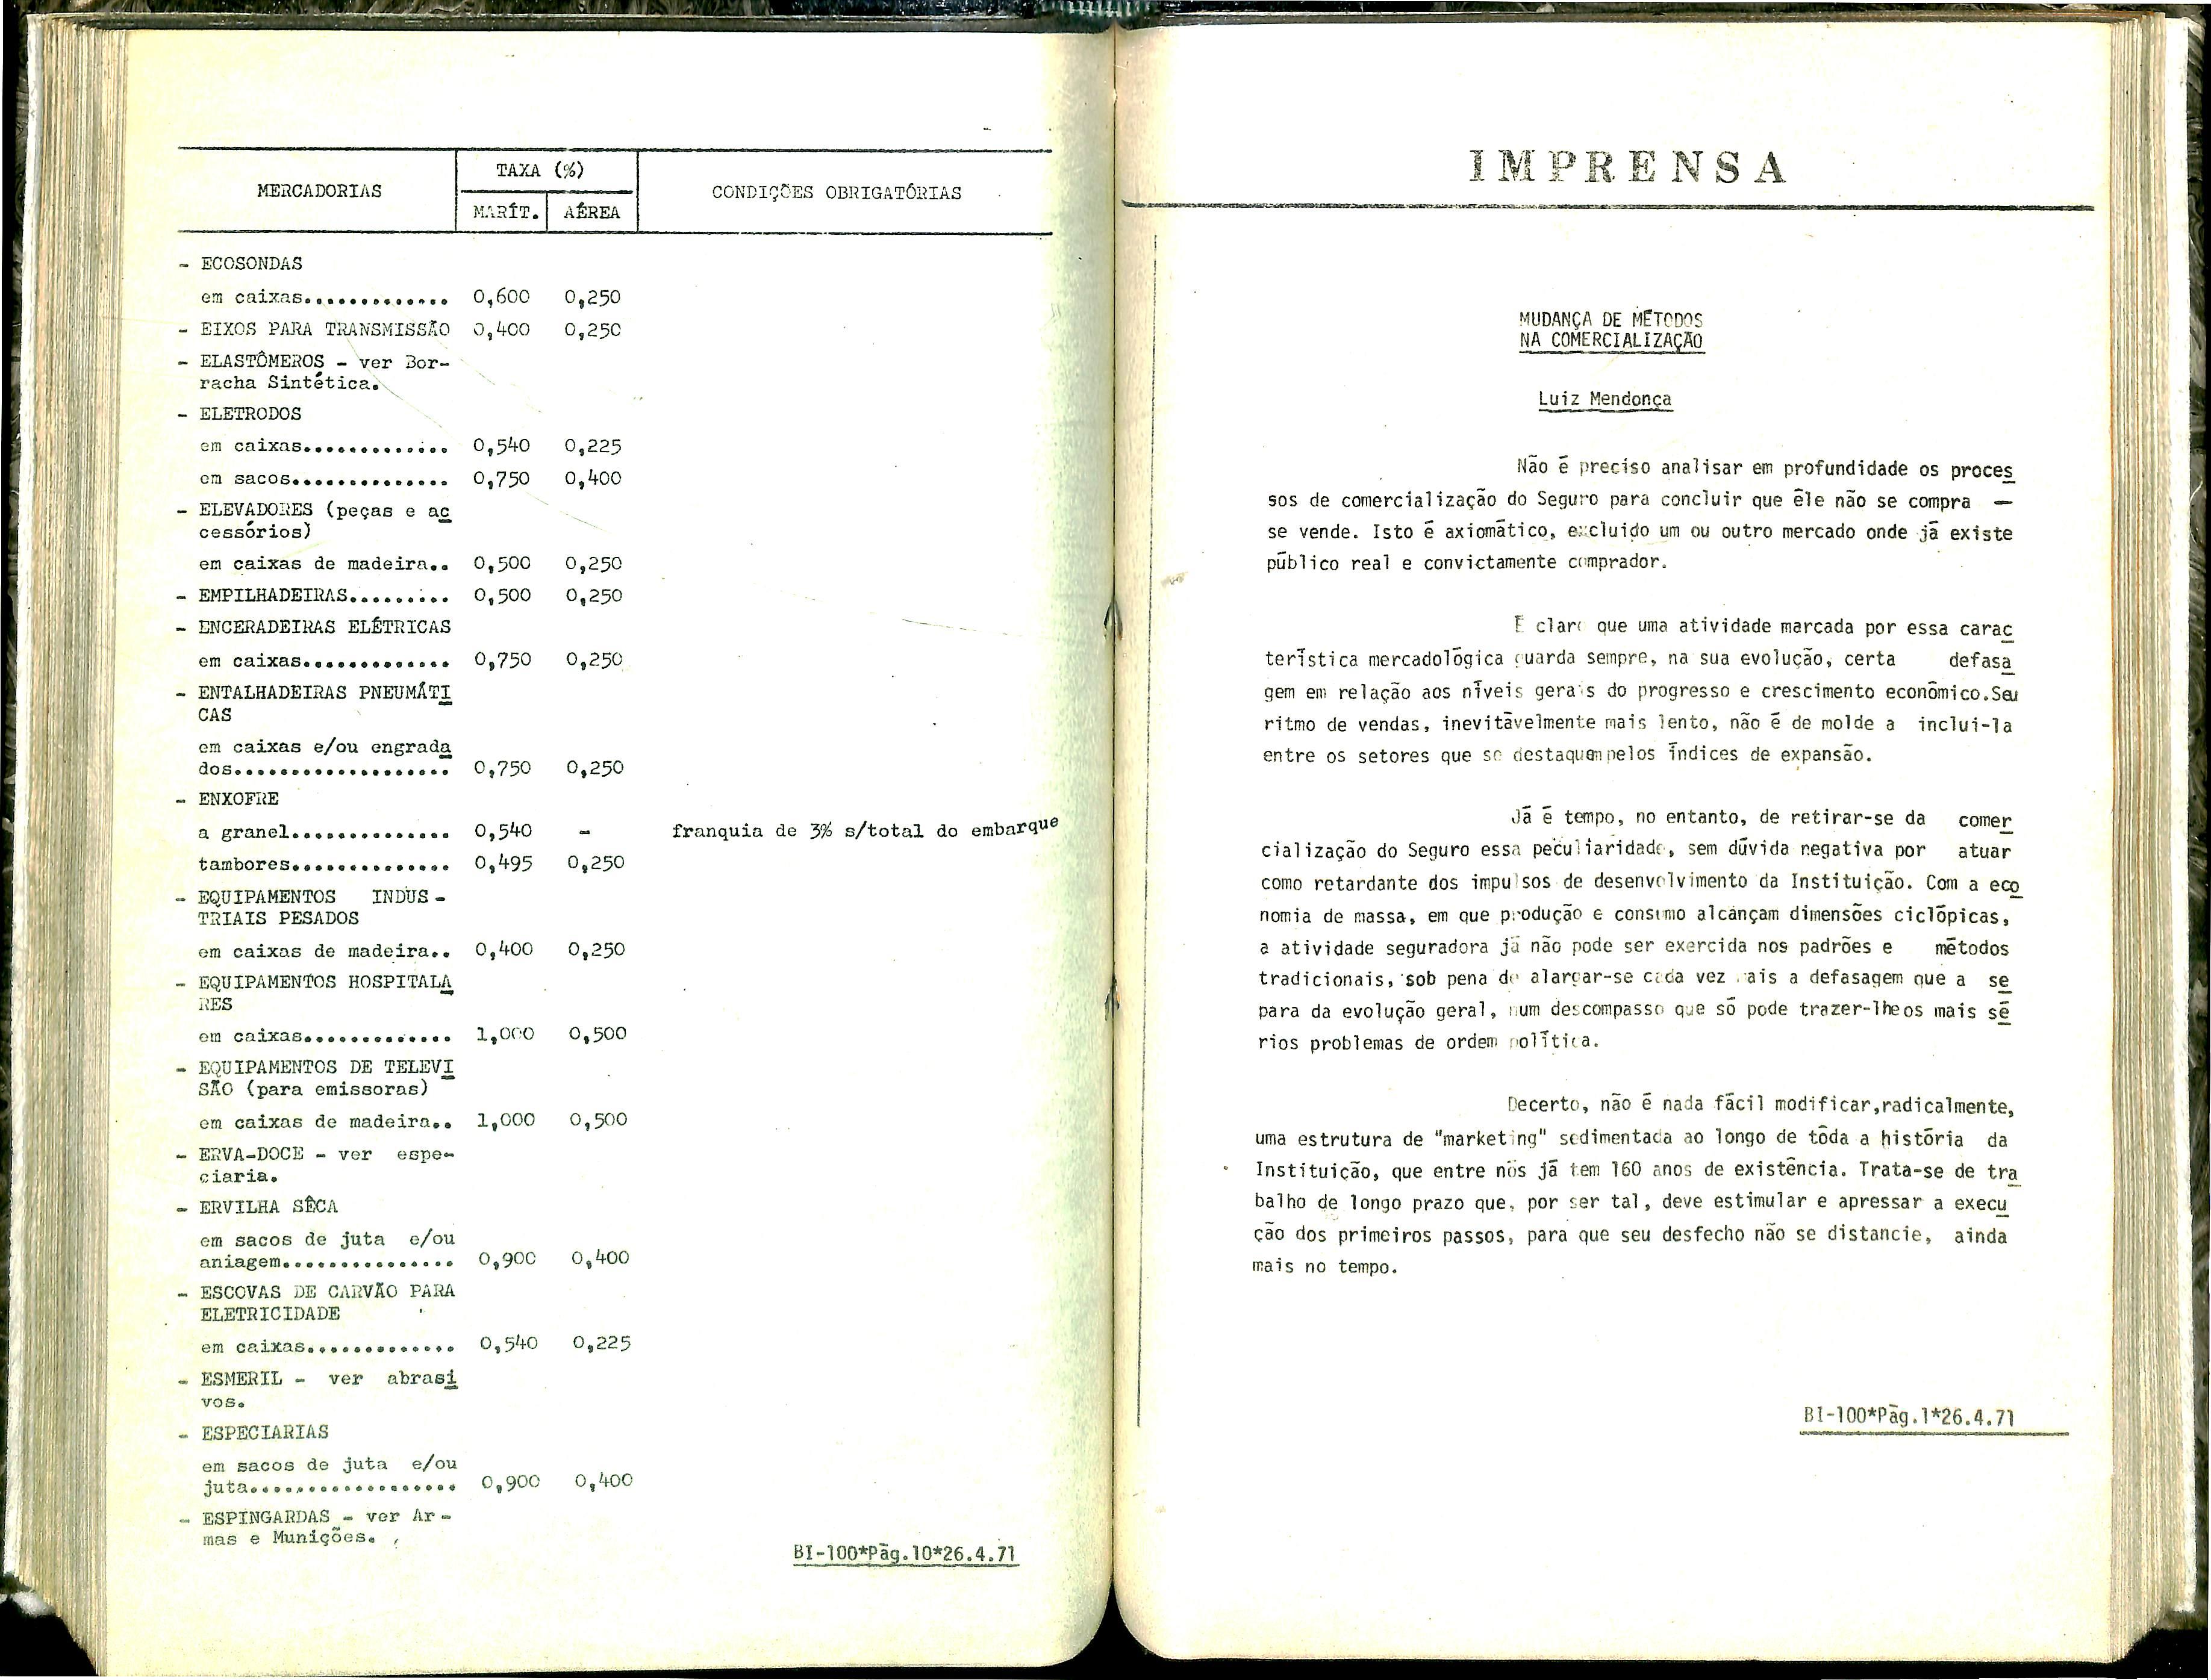 MERCADORIAS
TAXA (%)
MARÍT. AÉREA
CONDIÇÕES OBRIGATÓRIAS
- ECOSONDAS
em caixas............. 0,600 0,250
- EIXOS PARA TRANSMISSÃO 0,400 0,250
- ELASTÔMEROS - ver Bor-
racha Sintética.
- ELETRODOS
em caixas............. 0,540 0,225
em sacos.............. 0,750 0,400
- ELEVADORES (peças e ac
cessórios)
em caixas de madeira.. 0,500 0,250
- EMPILHADEIRAS......... 0,500 0,250
- ENCERADEIRAS ELÉTRICAS
em caixas............. 0,750 0,250
- ENTALHADEIRAS PNEUMÁTI
CAS
em caixas e/ou engrada
dos................... 0,750 0,250
- ENXOFRE
a granel.............. 0,540 - franquia de 3% s/total do embarque
tambores.............. 0,495 0,250
- EQUIPAMENTOS INDUS-
TRIAIS PESADOS
em caixas de madeira.. 0,400 0,250
- EQUIPAMENTOS HOSPITALA
RES
em caixas............. 1,000 0,500
- EQUIPAMENTOS DE TELEVI
SÃO (para emissoras)
em caixas de madeira.. 1,000 0,500
- ERVA-DOCE - ver espe-
ciaria.
- ERVILHA SÊCA
em sacos de juta e/ou
aniagem............... 0,900 0,400
- ESCOVAS DE CARVÃO PARA
ELETRICIDADE
em caixas............. 0,540 0,225
- ESMERIL - ver abrasi
vos.
- ESPECIARIAS
em sacos de juta e/ou
juta.................. 0,900 0,400
- ESPINGARDAS - ver Ar-
mas e Munições.
BI-100*Pág.10*26.4.71
IMPRENSA
MUDANÇA DE MÉTODOS
NA COMERCIALIZAÇÃO
Luiz Mendonça
Não é preciso analisar em profundidade os proces
sos de comercialização do Seguro para concluir que êle não se compra —
se vende. Isto é axiomático, excluido um ou outro mercado onde já existe
público real e convictamente comprador.
E claro que uma atividade marcada por essa carac
terística mercadológica guarda sempre, na sua evolução, certa defasa
gem em relação aos níveis gerais do progresso e crescimento econômico.Seu
ritmo de vendas, inevitávelmente mais lento, não é de molde a inclui-la
entre os setores que se destaquem pelos índices de expansão.
Já é tempo, no entanto, de retirar-se da comer
cialização do Seguro essa peculiaridade, sem dúvida negativa por atuar
como retardante dos impulsos de desenvolvimento da Instituição. Com a eco
nomia de massa, em que produção e consumo alcançam dimensões ciclópicas,
a atividade seguradora já não pode ser exercida nos padrões e métodos
tradicionais, sob pena de alargar-se cada vez mais a defasagem que a se
para da evolução geral, num descompasso que só pode trazer-lhe os mais sé
rios problemas de ordem política.
Decerto, não é nada fácil modificar,radicalmente,
uma estrutura de "marketing" sedimentada ao longo de tôda a história da
Instituição, que entre nós já tem 160 anos de existência. Trata-se de tra
balho de longo prazo que, por ser tal, deve estimular e apressar a execu
ção dos primeiros passos, para que seu desfecho não se distancie, ainda
mais no tempo.
BI-100*Pág.1*26.4.71